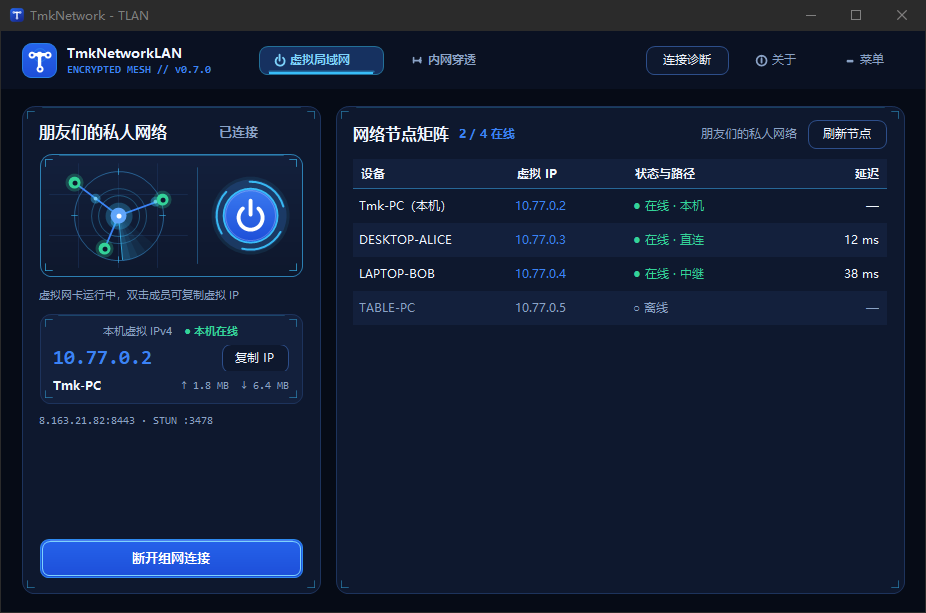 TmkNetwork - TLAN
TmkNetworkLAN
ENCRYPTED MESH // v0.7.0
虚拟局域网
内网穿透
连接诊断
关于
菜单
朋友们的私人网络 已连接
虚拟网卡运行中，双击成员可复制虚拟 IP
本机虚拟 IPv4 ● 本机在线
10.77.0.2 复制 IP
Tmk-PC ↑ 1.8 MB ↓ 6.4 MB
8.163.21.82:8443 · STUN :3478
断开组网连接
网络节点矩阵 2 / 4 在线 朋友们的私人网络 刷新节点
设备 虚拟 IP 状态与路径 延迟
Tmk-PC（本机） 10.77.0.2 ● 在线 · 本机 —
DESKTOP-ALICE 10.77.0.3 ● 在线 · 直连 12 ms
LAPTOP-BOB 10.77.0.4 ● 在线 · 中继 38 ms
TABLE-PC 10.77.0.5 ○ 离线 —